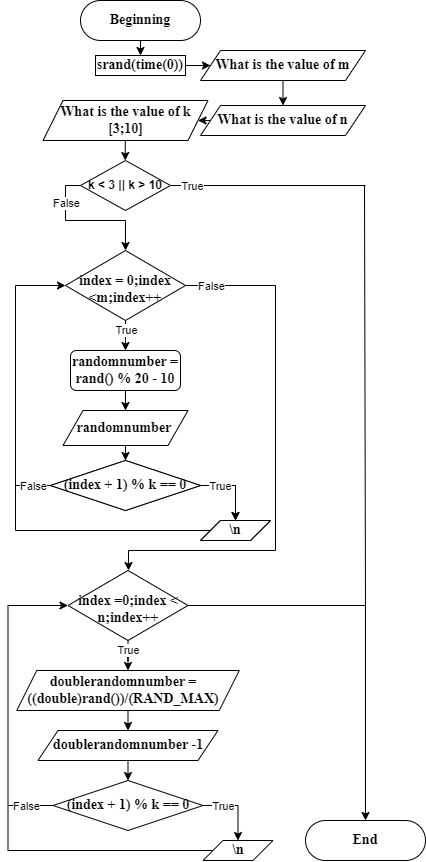 Beginning
srand(time(0))
What is the value of m
What is the value of n
What is the value of k
[3;10]
k < 3 || k > 10
True
False
index = 0;index
<m;index++
False
True
randomnumber =
rand() % 20 - 10
randomnumber
(index + 1) % k == 0
False
True
\n
index =0;index <
n;index++
True
doublerandomnumber =
((double)rand())/(RAND_MAX)
doublerandomnumber -1
(index + 1) % k == 0
False
True
\n
End